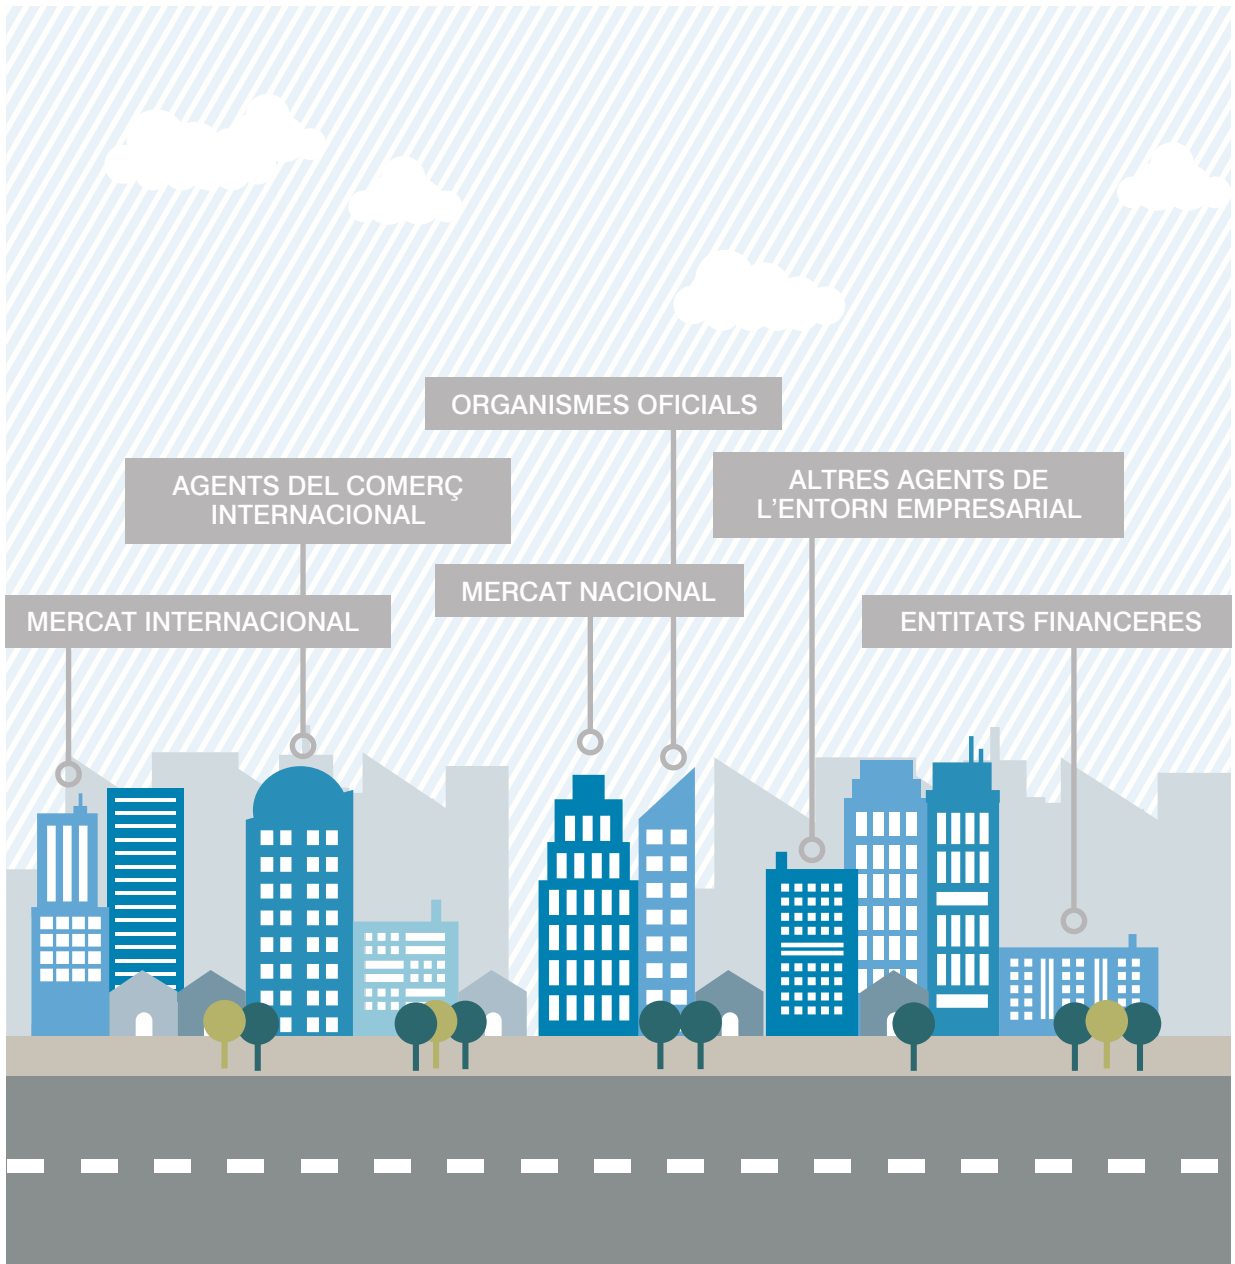 ORGANISMES OFICIALS
AGENTS DEL COMERÇ
INTERNACIONAL
ALTRES AGENTS DE
L’ENTORN EMPRESARIAL
MERCAT NACIONAL
MERCAT INTERNACIONAL
ENTITATS FINANCERES